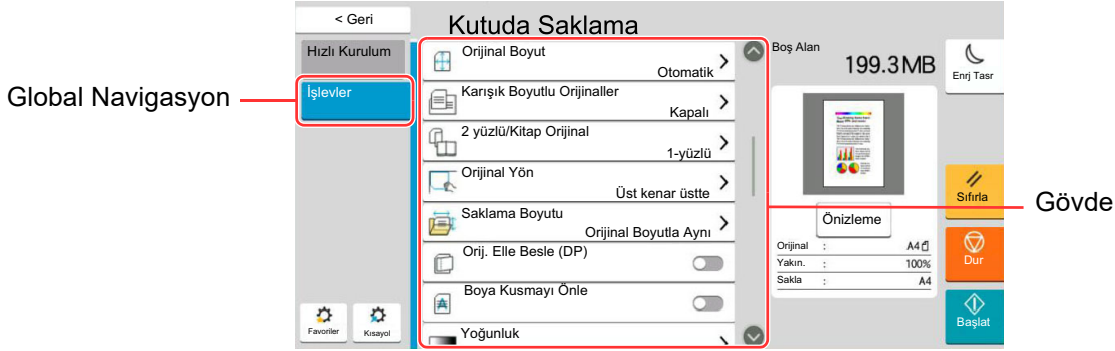 < Geri
Kutuda Saklama
Hızlı Kurulum
İşlevler
Global Navigasyon
Favoriler
Kısayol
Orijinal Boyut
Otomatik
Karışık Boyutlu Orijinaller
Kapalı
2 yüzlü/Kitap Orijinal
1-yüzlü
Orijinal Yön
Üst kenar üstte
Saklama Boyutu
Orijinal Boyutla Aynı
Orij. Elle Besle (DP)
Boya Kusmayı Önle
Yoğunluk
Boş Alan
199.3MB
Önizleme
Orijinal : A4
Yakın. : 100%
Sakla : A4
Enrj Tasr
Sıfırla
Dur
Başlat
Gövde